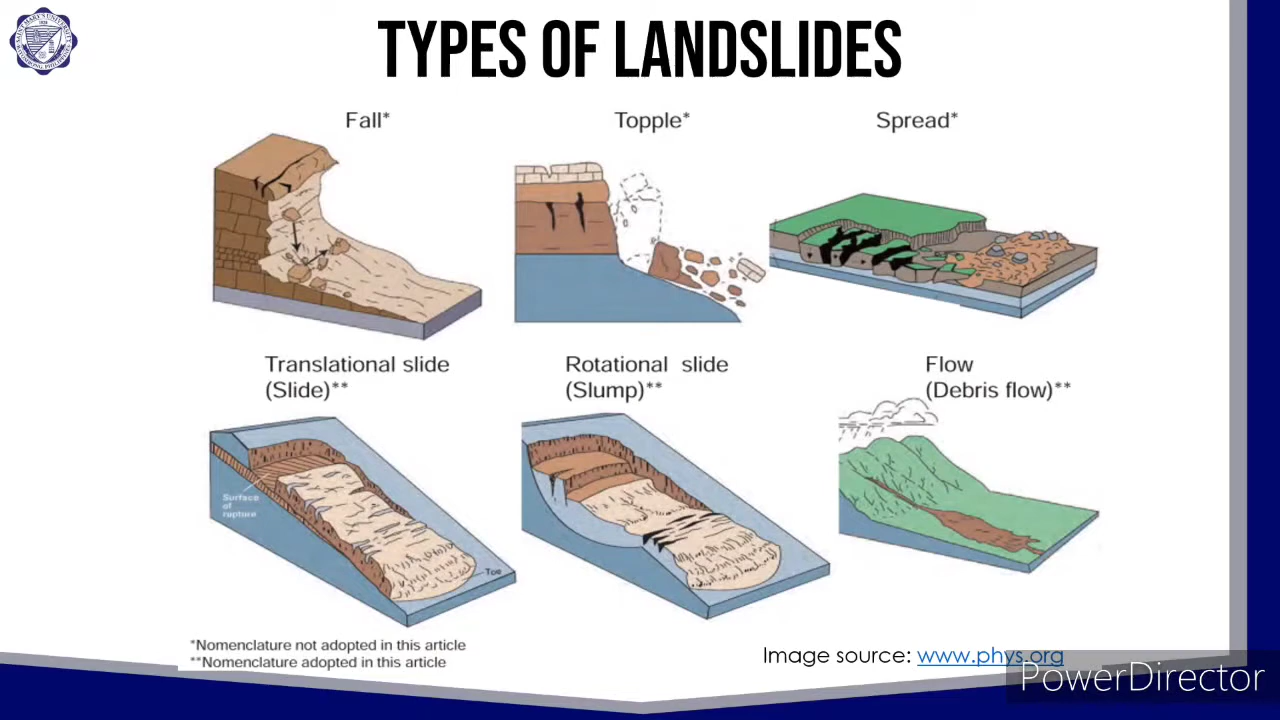 TYPES OF LANDSLIDES
Fall*
Topple*
Spread*
Translational slide
(Slide)**
Rotational slide
(Slump)**
Flow
(Debris flow)**
Surface
of
rupture
Toe
*Nomenclature not adopted in this article
**Nomenclature adopted in this article
Image source: www.phys.org
PowerDirector